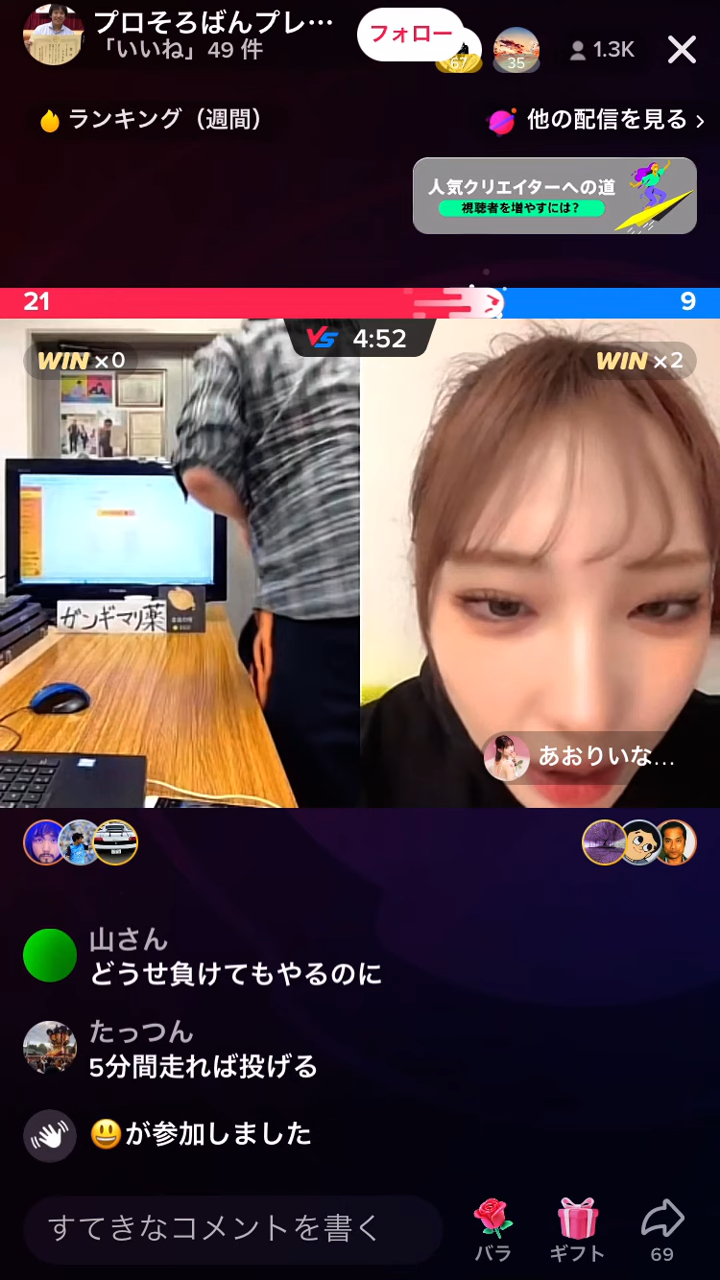 プロそろばんプレ…
「いいね」49 件
フォロー
67
35
1.3K
ランキング（週間）
他の配信を見る
人気クリエイターへの道
視聴者を増やすには？
21
9
VS 4:52
WIN ×0
WIN ×2
ガンギマリ薬
あおりいな…
山さん
どうせ負けてもやるのに
たっつん
5分間走れば投げる
😃が参加しました
すてきなコメントを書く
バラ
ギフト
69